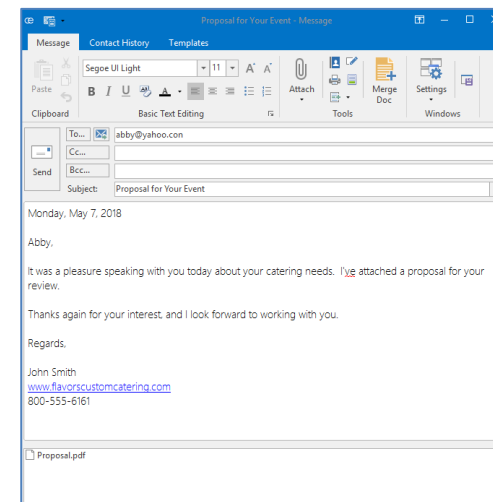 Proposal for Your Event - Message
Message Contact History Templates
Paste
Clipboard
Segoe UI Light 11 A A
B I U A
Basic Text Editing
Attach
Tools
Merge Doc
Settings
Windows
Send
To... abby@yahoo.con
Cc...
Bcc...
Subject: Proposal for Your Event
Monday, May 7, 2018
Abby,
It was a pleasure speaking with you today about your catering needs. I've attached a proposal for your
review.
Thanks again for your interest, and I look forward to working with you.
Regards,
John Smith
www.flavorscustomcatering.com
800-555-6161
Proposal.pdf